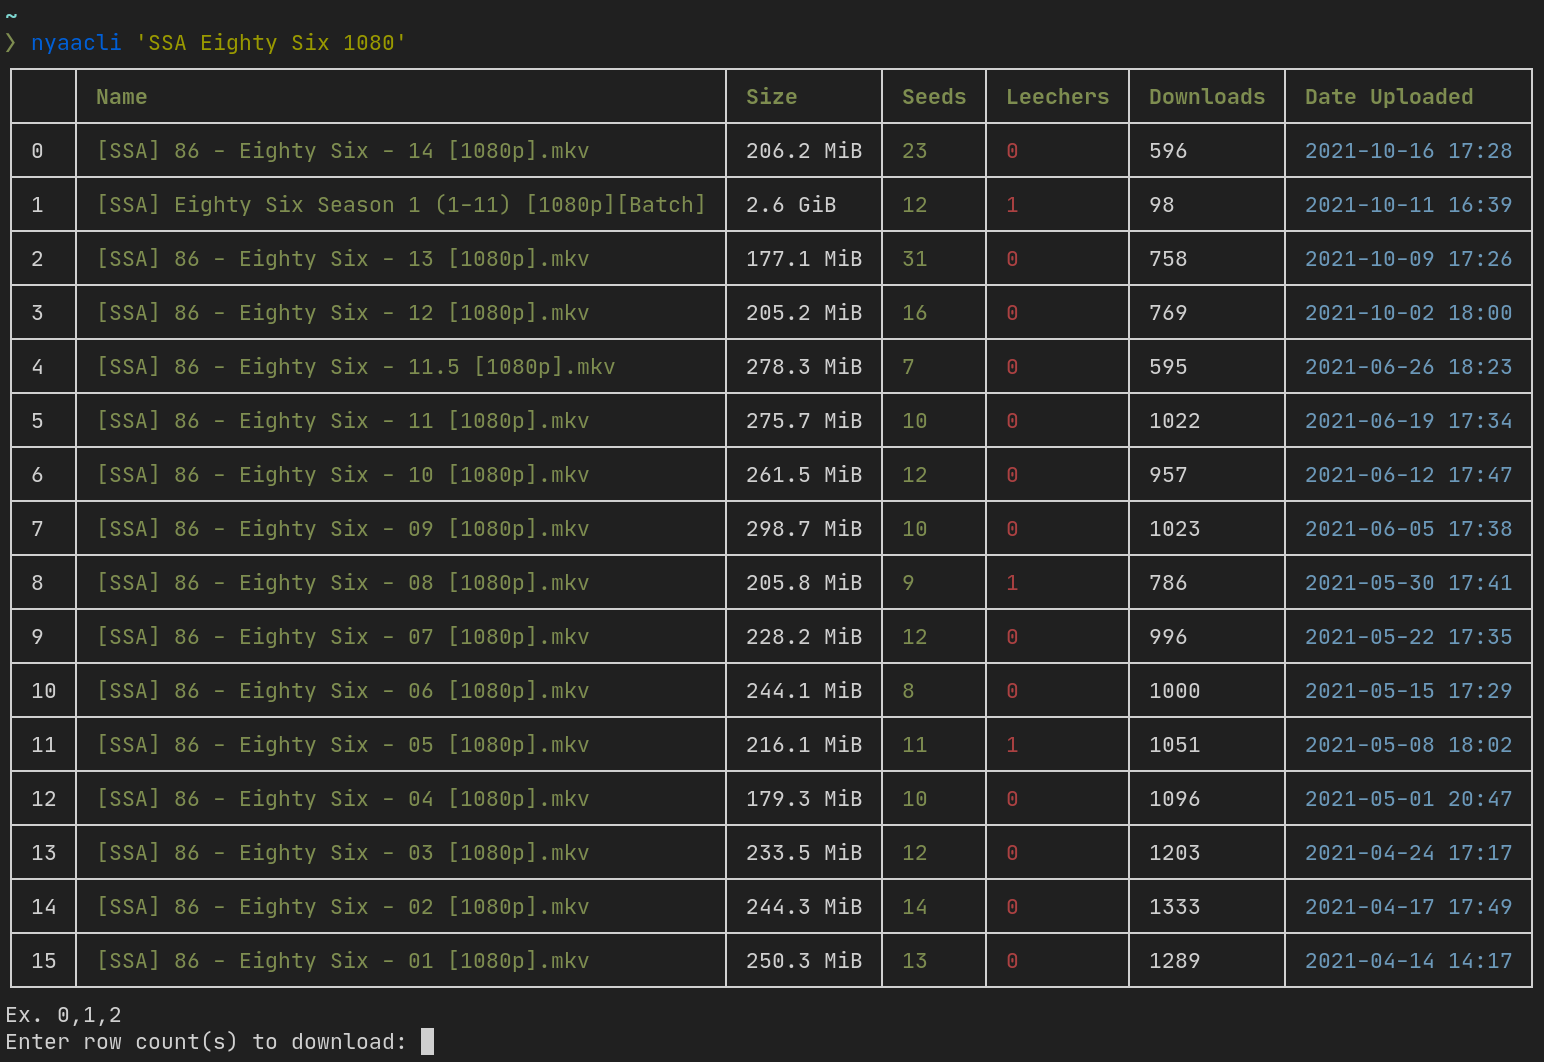 ~
❯ nyaacli 'SSA Eighty Six 1080'
Name Size Seeds Leechers Downloads Date Uploaded
0 [SSA] 86 - Eighty Six - 14 [1080p].mkv 206.2 MiB 23 0 596 2021-10-16 17:28
1 [SSA] Eighty Six Season 1 (1-11) [1080p][Batch] 2.6 GiB 12 1 98 2021-10-11 16:39
2 [SSA] 86 - Eighty Six - 13 [1080p].mkv 177.1 MiB 31 0 758 2021-10-09 17:26
3 [SSA] 86 - Eighty Six - 12 [1080p].mkv 205.2 MiB 16 0 769 2021-10-02 18:00
4 [SSA] 86 - Eighty Six - 11.5 [1080p].mkv 278.3 MiB 7 0 595 2021-06-26 18:23
5 [SSA] 86 - Eighty Six - 11 [1080p].mkv 275.7 MiB 10 0 1022 2021-06-19 17:34
6 [SSA] 86 - Eighty Six - 10 [1080p].mkv 261.5 MiB 12 0 957 2021-06-12 17:47
7 [SSA] 86 - Eighty Six - 09 [1080p].mkv 298.7 MiB 10 0 1023 2021-06-05 17:38
8 [SSA] 86 - Eighty Six - 08 [1080p].mkv 205.8 MiB 9 1 786 2021-05-30 17:41
9 [SSA] 86 - Eighty Six - 07 [1080p].mkv 228.2 MiB 12 0 996 2021-05-22 17:35
10 [SSA] 86 - Eighty Six - 06 [1080p].mkv 244.1 MiB 8 0 1000 2021-05-15 17:29
11 [SSA] 86 - Eighty Six - 05 [1080p].mkv 216.1 MiB 11 1 1051 2021-05-08 18:02
12 [SSA] 86 - Eighty Six - 04 [1080p].mkv 179.3 MiB 10 0 1096 2021-05-01 20:47
13 [SSA] 86 - Eighty Six - 03 [1080p].mkv 233.5 MiB 12 0 1203 2021-04-24 17:17
14 [SSA] 86 - Eighty Six - 02 [1080p].mkv 244.3 MiB 14 0 1333 2021-04-17 17:49
15 [SSA] 86 - Eighty Six - 01 [1080p].mkv 250.3 MiB 13 0 1289 2021-04-14 14:17
Ex. 0,1,2
Enter row count(s) to download: